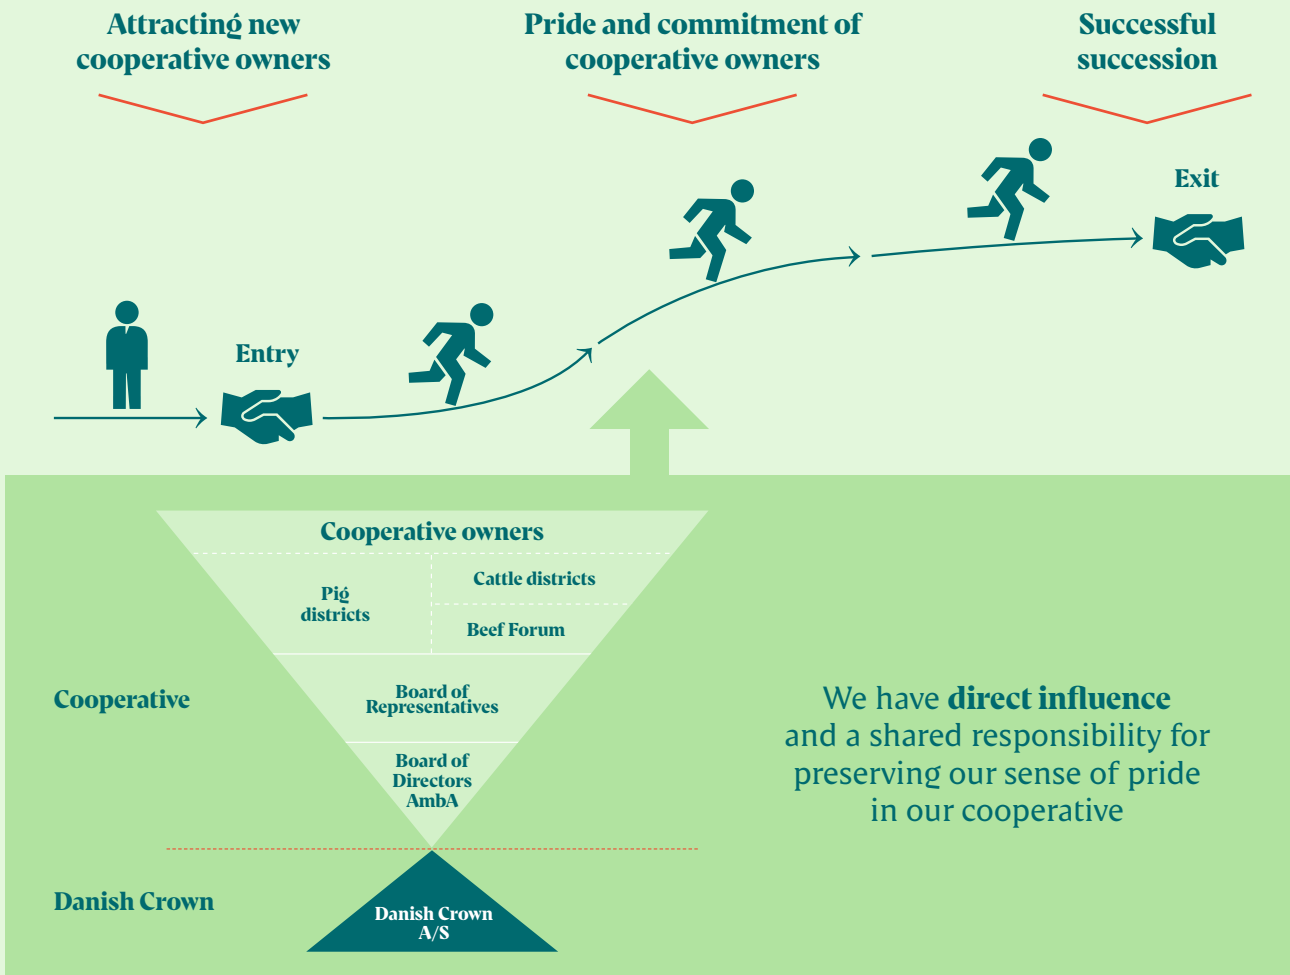 Attracting new
cooperative owners
Pride and commitment of
cooperative owners
Successful
succession
Exit
Entry
Cooperative owners
Pig
districts
Cattle districts
Beef Forum
Cooperative
Board of
Representatives
Board of
Directors
AmbA
We have direct influence
and a shared responsibility for
preserving our sense of pride
in our cooperative
Danish Crown
Danish Crown
A/S